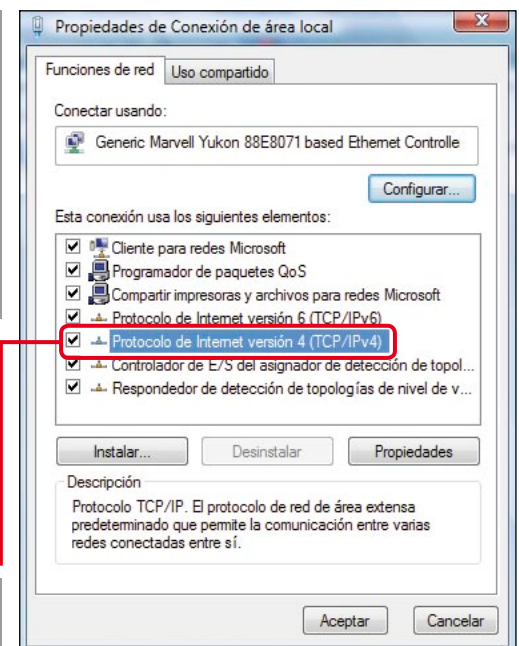 Propiedades de Conexión de área local
Funciones de red
Uso compartido
Conectar usando:
Generic Marvell Yukon 88E8071 based Ethernet Controlle
Configurar...
Esta conexión usa los siguientes elementos:
Cliente para redes Microsoft
Programador de paquetes QoS
Compartir impresoras y archivos para redes Microsoft
Protocolo de Internet versión 6 (TCP/IPv6)
Protocolo de Internet versión 4 (TCP/IPv4)
Controlador de E/S del asignador de detección de topol...
Respondedor de detección de topologías de nivel de v...
Instalar...
Desinstalar
Propiedades
Descripción
Protocolo TCP/IP. El protocolo de red de área extensa
predeterminado que permite la comunicación entre varias
redes conectadas entre sí.
Aceptar
Cancelar